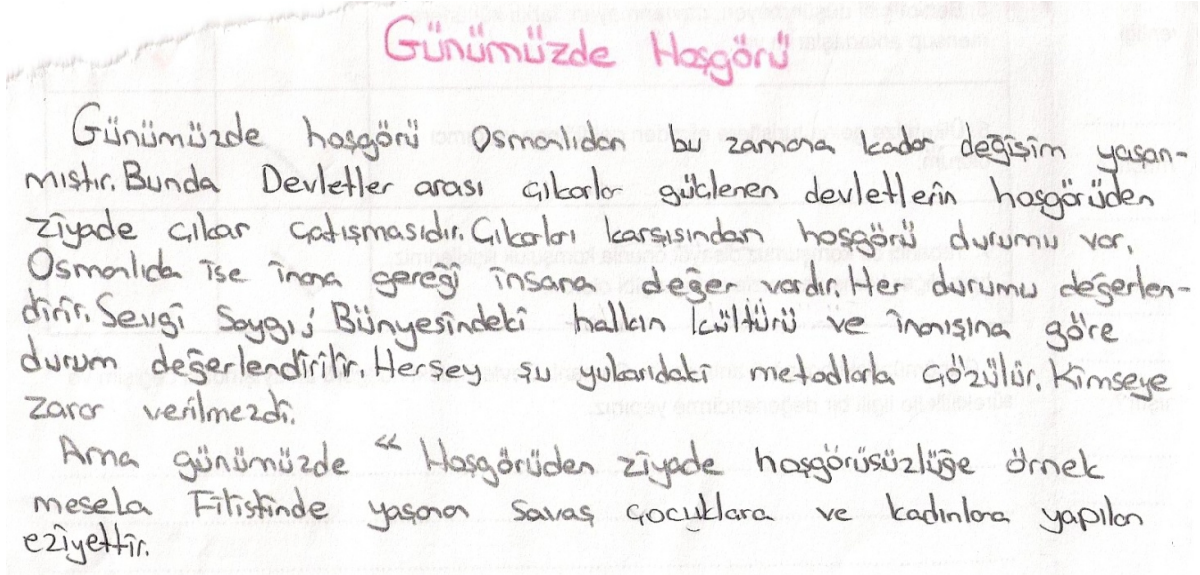 Günümüzde Hoşgörü
Günümüzde hoşgörü Osmanlıdan bu zamana kadar değişim yaşan-
mıştır. Bunda Devletler arası çıkarlar güçlenen devletlerin hoşgörüden
ziyade çıkar çatışmasıdır. Çıkarları karşısından hoşgörü durumu var.
Osmanlıda ise inanç gereği insana değer vardır. Her durumu değerlen-
dirir. Sevgi Saygı; Bünyesindeki halkın kültürü ve inanışına göre
durum değerlendirilir. Herşey şu yukarıdaki metodlarla çözülür. Kimseye
zarar verilmezdi.
Ama günümüzde “ Hoşgörüden ziyade hoşgörüsüzlüğe örnek
mesela Filistinde yaşana savaş çocuklara ve kadınlara yapılan
eziyettir.